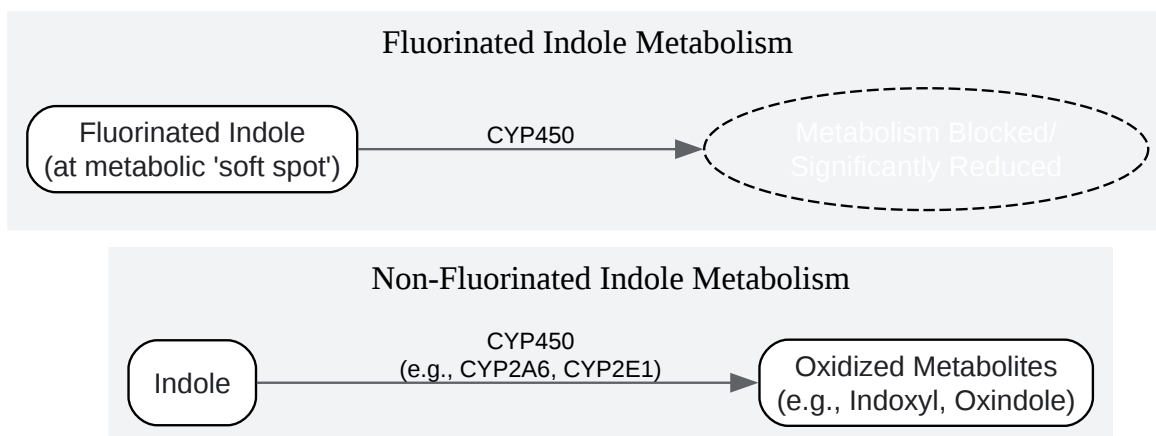 Fluorinated Indole Metabolism
Fluorinated Indole
(at metabolic 'soft spot')
CYP450
Metabolism Blocked/
Significantly Reduced
Non-Fluorinated Indole Metabolism
Indole
CYP450
(e.g., CYP2A6, CYP2E1)
Oxidized Metabolites
(e.g., Indoxyl, Oxindole)